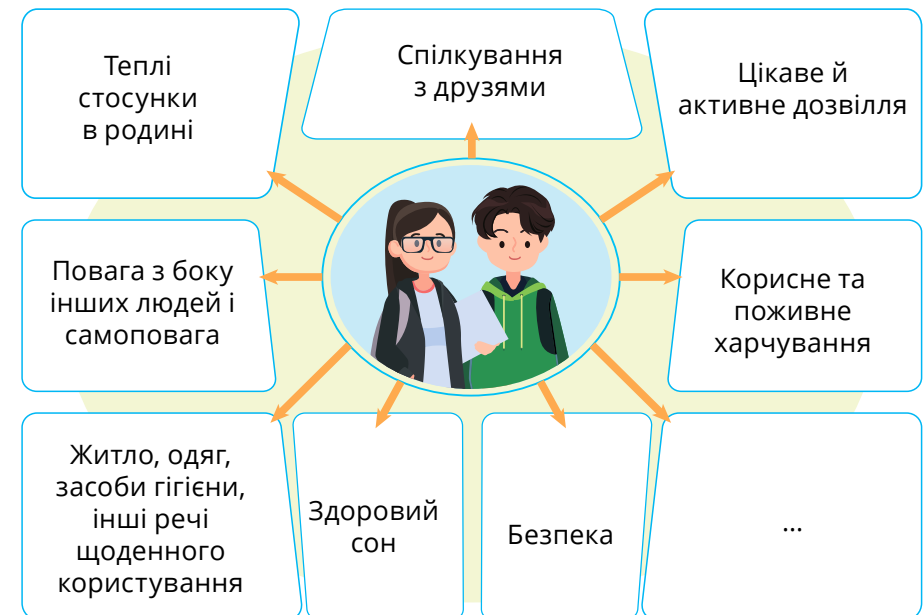 Теплі
стосунки
в родині
Спілкування
з друзями
Цікаве й
активне дозвілля
Повага з боку
інших людей і
самоповага
Корисне та
поживне
харчування
Житло, одяг,
засоби гігієни,
інші речі
щоденного
користування
Здоровий
сон
Безпека
...